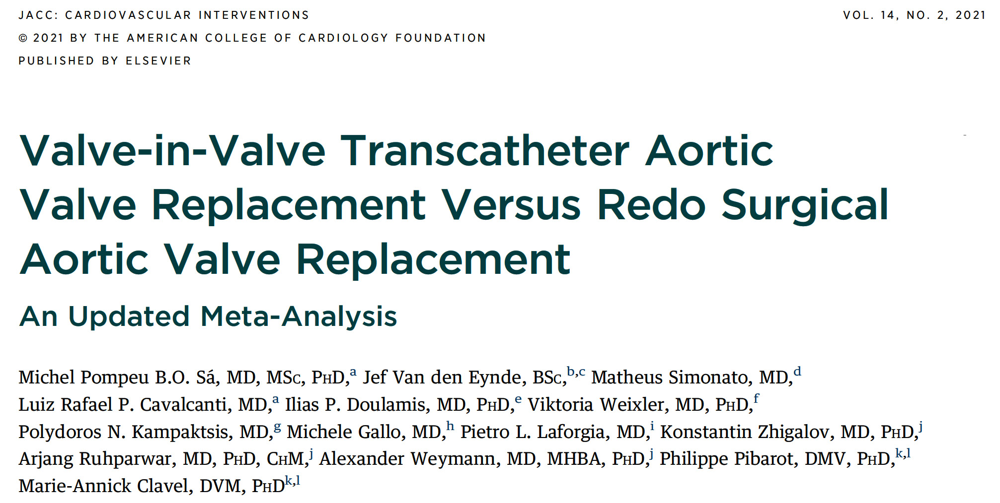 JACC: CARDIOVASCULAR INTERVENTIONS
VOL. 14, NO. 2, 2021
© 2021 BY THE AMERICAN COLLEGE OF CARDIOLOGY FOUNDATION
PUBLISHED BY ELSEVIER
Valve-in-Valve Transcatheter Aortic
Valve Replacement Versus Redo Surgical
Aortic Valve Replacement
An Updated Meta-Analysis
Michel Pompeu B.O. Sá, MD, MSc, PhD,a Jef Van den Eynde, BSc,b,c Matheus Simonato, MD,d
Luiz Rafael P. Cavalcanti, MD,a Ilias P. Doulamis, MD, PhD,e Viktoria Weixler, MD, PhD,f
Polydoros N. Kampaktsis, MD,g Michele Gallo, MD,h Pietro L. Laforgia, MD,i Konstantin Zhigalov, MD, PhD,j
Arjang Ruhparwar, MD, PhD, ChM,j Alexander Weymann, MD, MHBA, PhD,j Philippe Pibarot, DMV, PhD,k,l
Marie-Annick Clavel, DVM, PhDk,l